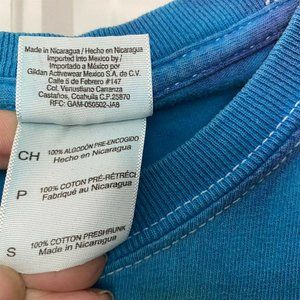 Made in Nicaragua / Hecho en Nicaragua
Imported into Mexico by /
Importado a México por
Gildan Activewear Mexico S.A. de C.V.
Calle 5 de Febrero #147
Col. Venustiano Carranza
Castaños, Coahuila C.P.25870
RFC: GAM-050502-JA8
CH 100% ALGODÓN PRE-ENCOGIDO
Hecho en Nicaragua
P 100% COTON PRÉ-RÉTRÉCI
Fabriqué au Nicaragua
S 100% COTTON PRESHRUNK
Made in Nicaragua